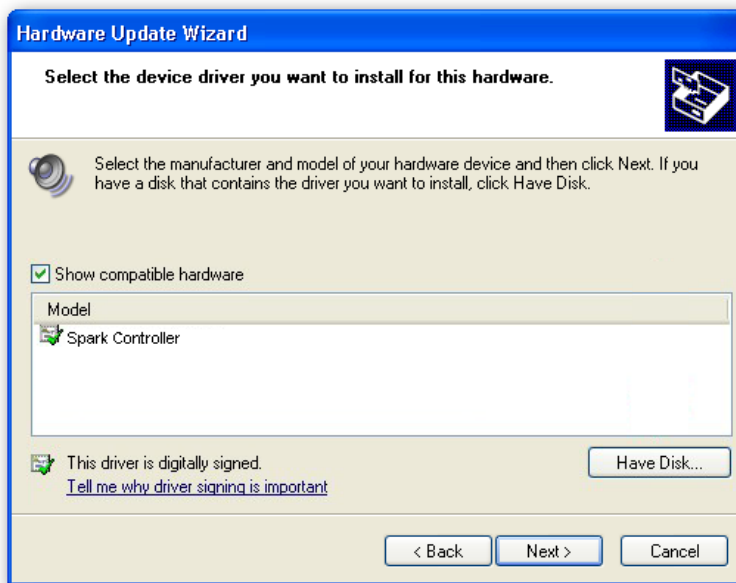 Hardware Update Wizard
Select the device driver you want to install for this hardware.
Select the manufacturer and model of your hardware device and then click Next. If you
have a disk that contains the driver you want to install, click Have Disk.
Show compatible hardware
Model
Spark Controller
This driver is digitally signed.
Have Disk...
Tell me why driver signing is important
< Back
Next >
Cancel